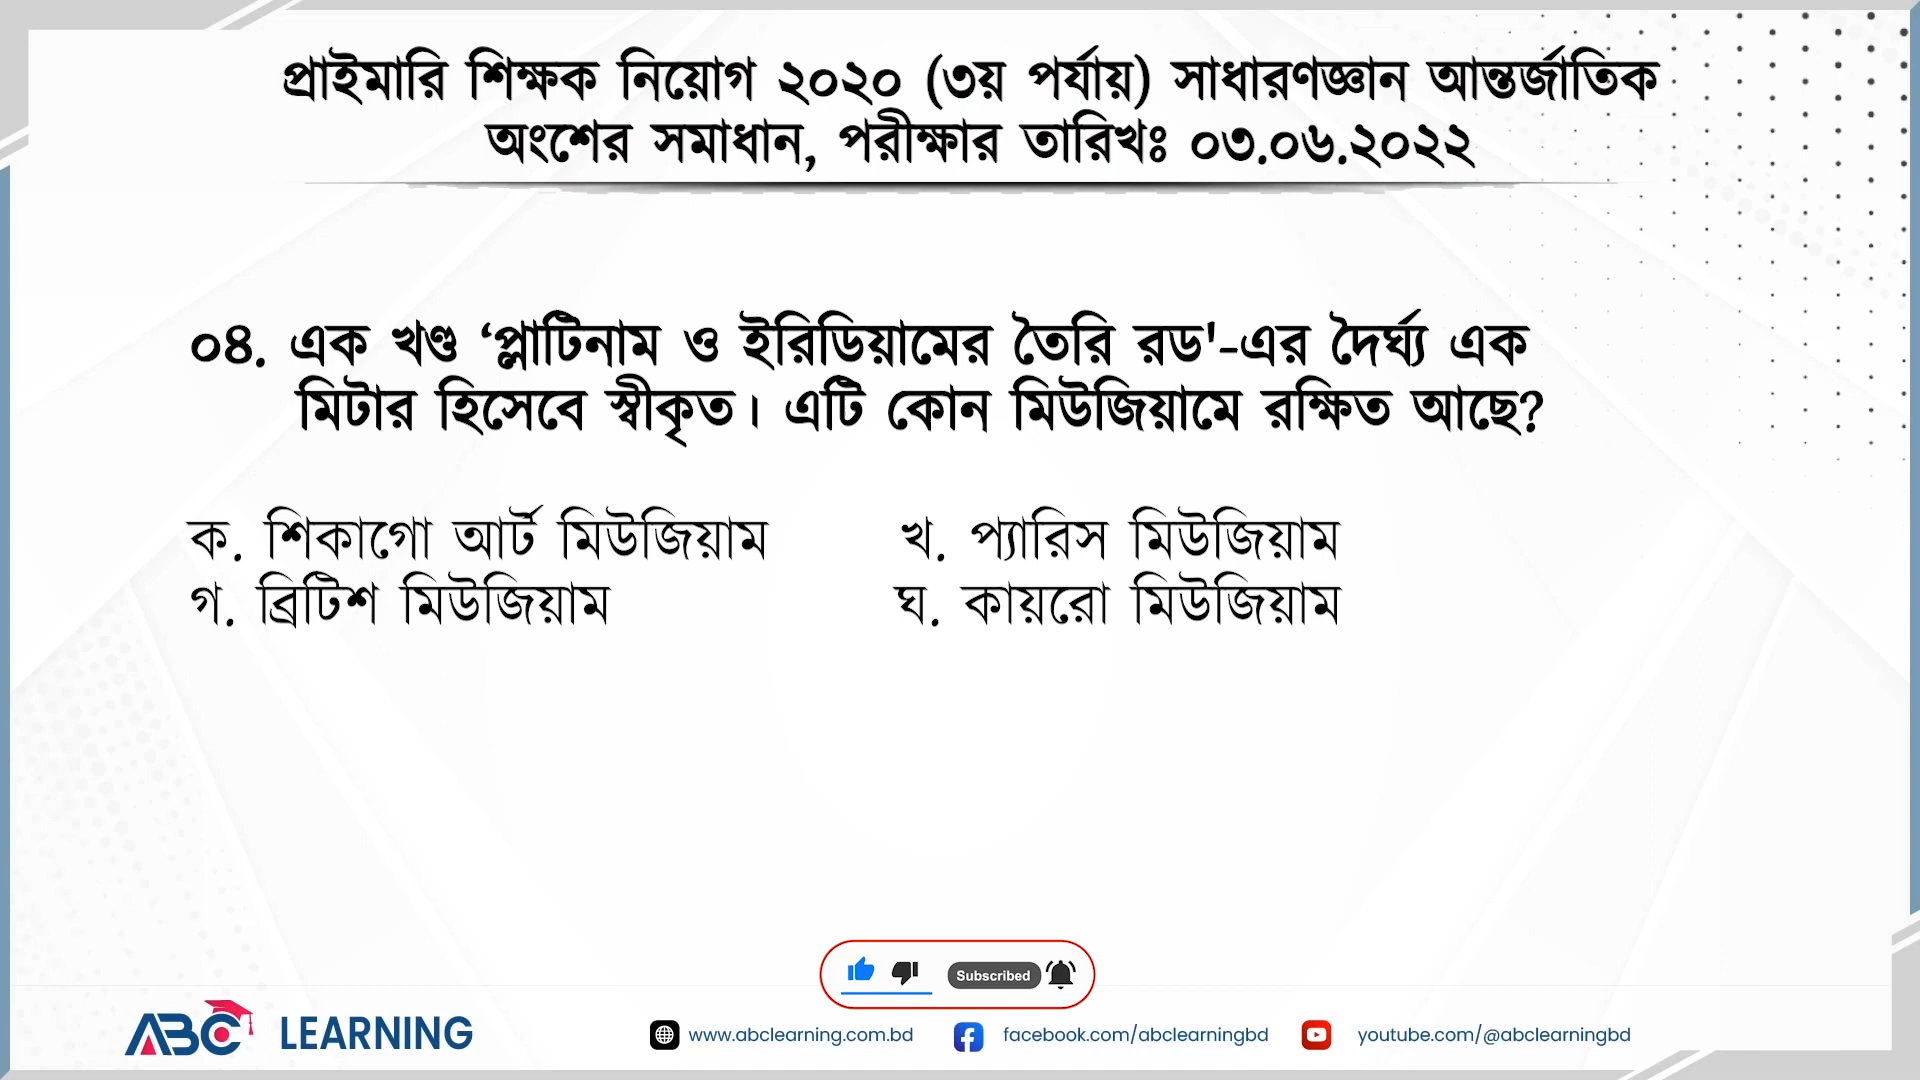 প্রাইমারি শিক্ষক নিয়োগ ২০২০ (৩য় পর্যায়) সাধারণজ্ঞান আন্তর্জাতিক
অংশের সমাধান, পরীক্ষার তারিখঃ ০৩.০৬.২০২২
০৪. এক খণ্ড ‘প্লাটিনাম ও ইরিডিয়ামের তৈরি রড'-এর দৈর্ঘ্য এক
মিটার হিসেবে স্বীকৃত। এটি কোন মিউজিয়ামে রক্ষিত আছে?
ক. শিকাগো আর্ট মিউজিয়াম খ. প্যারিস মিউজিয়াম
গ. ব্রিটিশ মিউজিয়াম ঘ. কায়রো মিউজিয়াম
Subscribed
ABC LEARNING www.abclearning.com.bd facebook.com/abclearningbd youtube.com/@abclearningbd